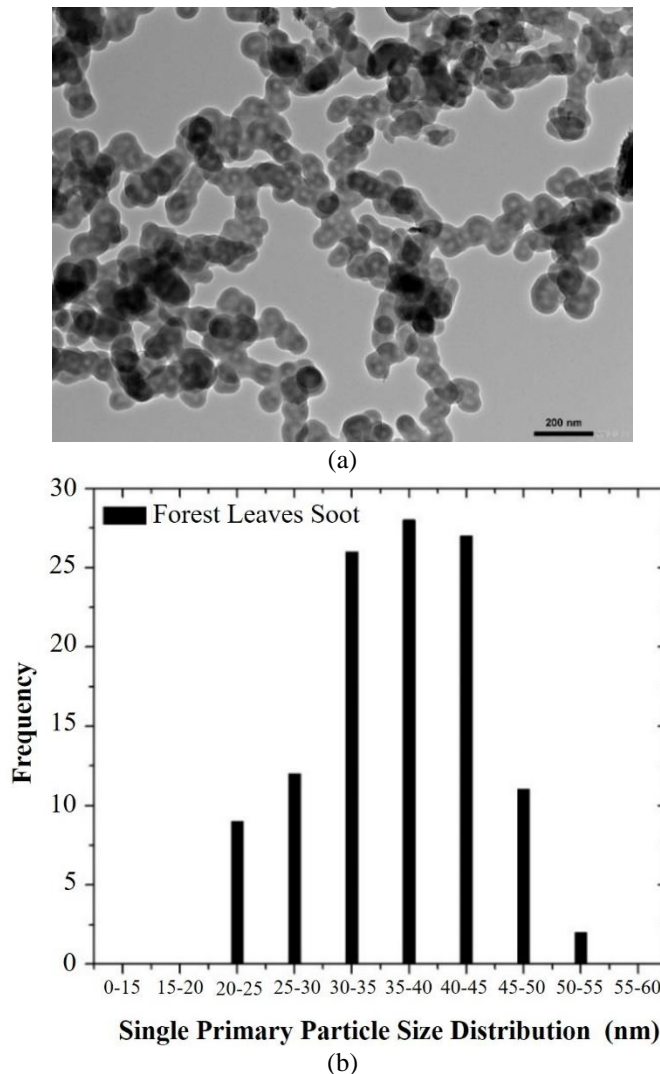 200 nm
(a)
30
Forest Leaves Soot
25
20
15
10
5
0
Frequency
0-15 15-20 20-25 25-30 30-35 35-40 40-45 45-50 50-55 55-60
Single Primary Particle Size Distribution (nm)
(b)